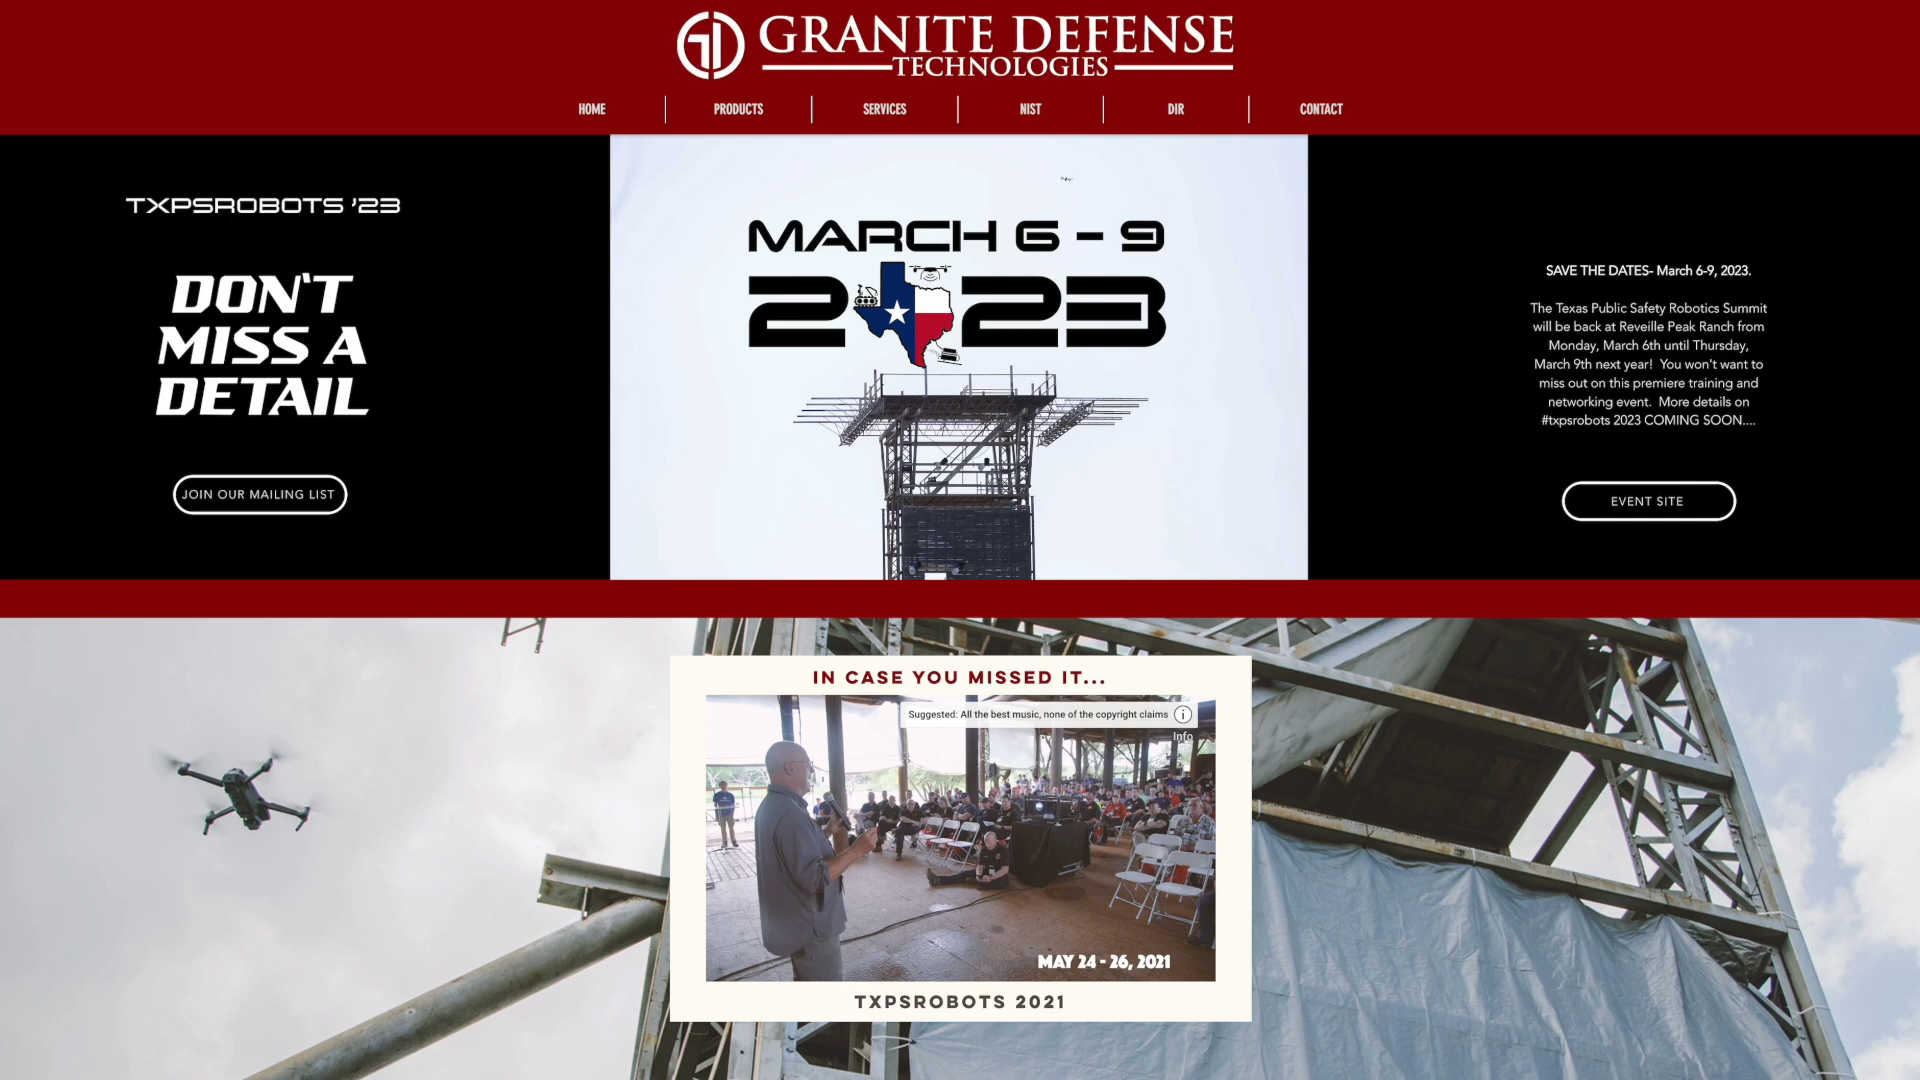 GRANITE DEFENSE
TECHNOLOGIES
HOME
PRODUCTS
SERVICES
NIST
DIR
CONTACT
TXPSROBOTS '23
DON'T
MISS A
DETAIL
JOIN OUR MAILING LIST
MARCH 6 - 9
2023
SAVE THE DATES- March 6-9, 2023.
The Texas Public Safety Robotics Summit
will be back at Reveille Peak Ranch from
Monday, March 6th until Thursday,
March 9th next year! You won't want to
miss out on this premiere training and
networking event. More details on
#txpsrobots 2023 COMING SOON....
EVENT SITE
IN CASE YOU MISSED IT...
Suggested: All the best music, none of the copyright claims
Info
MAY 24 - 26, 2021
TXPSROBOTS 2021